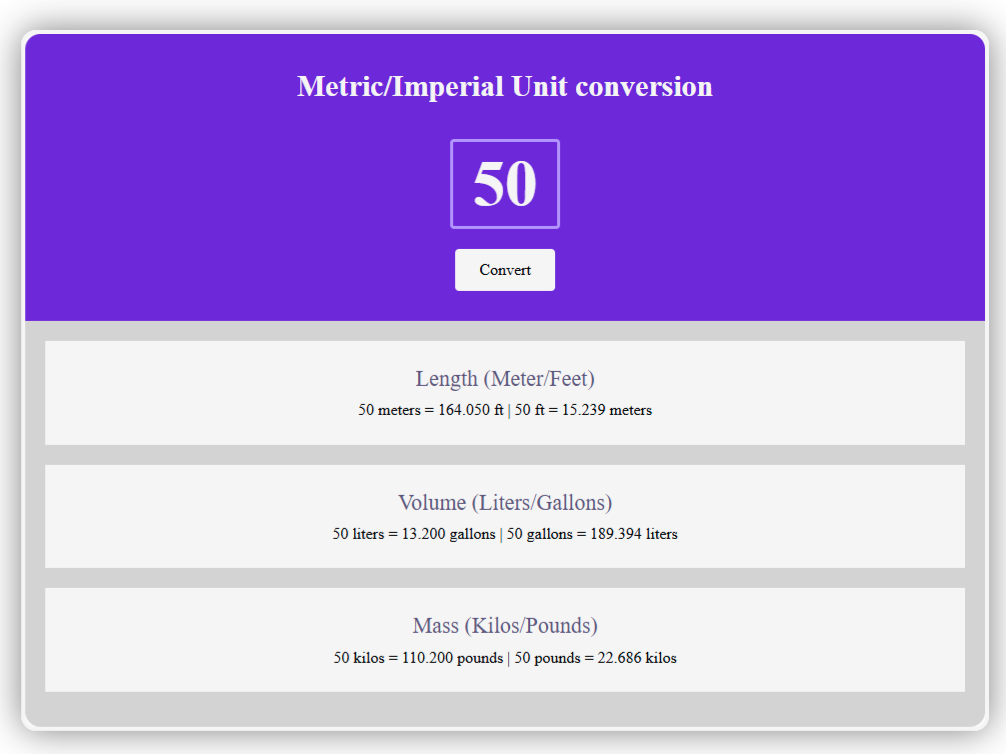 Metric/Imperial Unit conversion
50
Convert
Length (Meter/Feet)
50 meters = 164.050 ft | 50 ft = 15.239 meters
Volume (Liters/Gallons)
50 liters = 13.200 gallons | 50 gallons = 189.394 liters
Mass (Kilos/Pounds)
50 kilos = 110.200 pounds | 50 pounds = 22.686 kilos